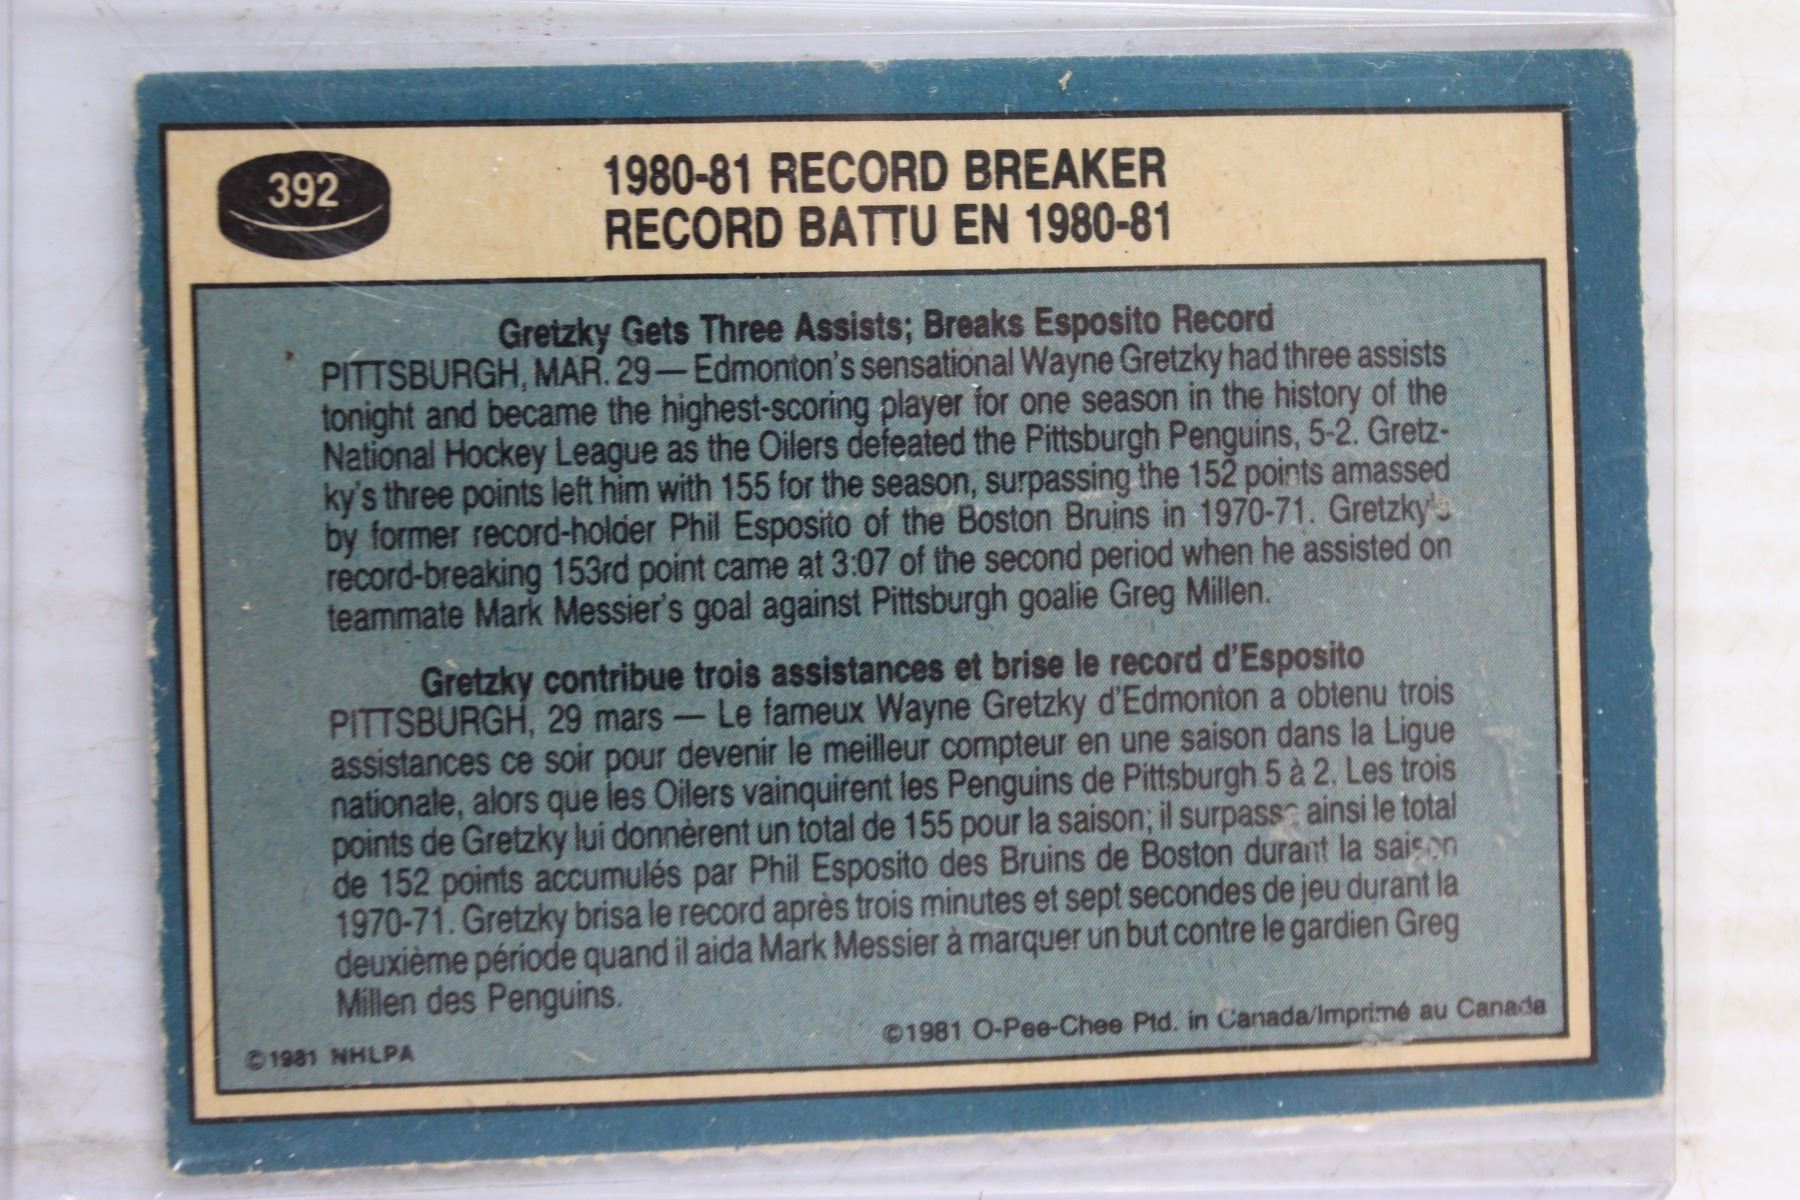 392
1980-81 RECORD BREAKER
RECORD BATTU EN 1980-81
Gretzky Gets Three Assists; Breaks Esposito Record
PITTSBURGH, MAR. 29 — Edmonton's sensational Wayne Gretzky had three assists
tonight and became the highest-scoring player for one season in the history of the
National Hockey League as the Oilers defeated the Pittsburgh Penguins, 5-2. Gretz-
ky's three points left him with 155 for the season, surpassing the 152 points amassed
by former record-holder Phil Esposito of the Boston Bruins in 1970-71. Gretzky's
record-breaking 153rd point came at 3:07 of the second period when he assisted on
teammate Mark Messier's goal against Pittsburgh goalie Greg Millen.
Gretzky contribue trois assistances et brise le record d'Esposito
PITTSBURGH, 29 mars — Le fameux Wayne Gretzky d'Edmonton a obtenu trois
assistances ce soir pour devenir le meilleur compteur en une saison dans la Ligue
nationale, alors que les Oilers vainquirent les Penguins de Pittsburgh 5 à 2. Les trois
points de Gretzky lui donnèrent un total de 155 pour la saison; il surpasse ainsi le total
de 152 points accumulés par Phil Esposito des Bruins de Boston durant la saison
1970-71. Gretzky brisa le record après trois minutes et sept secondes de jeu durant la
deuxième période quand il aida Mark Messier à marquer un but contre le gardien Greg
Millen des Penguins.
©1981 O-Pee-Chee Ptd. in Canada/Imprimé au Canada
©1981 NHLPA